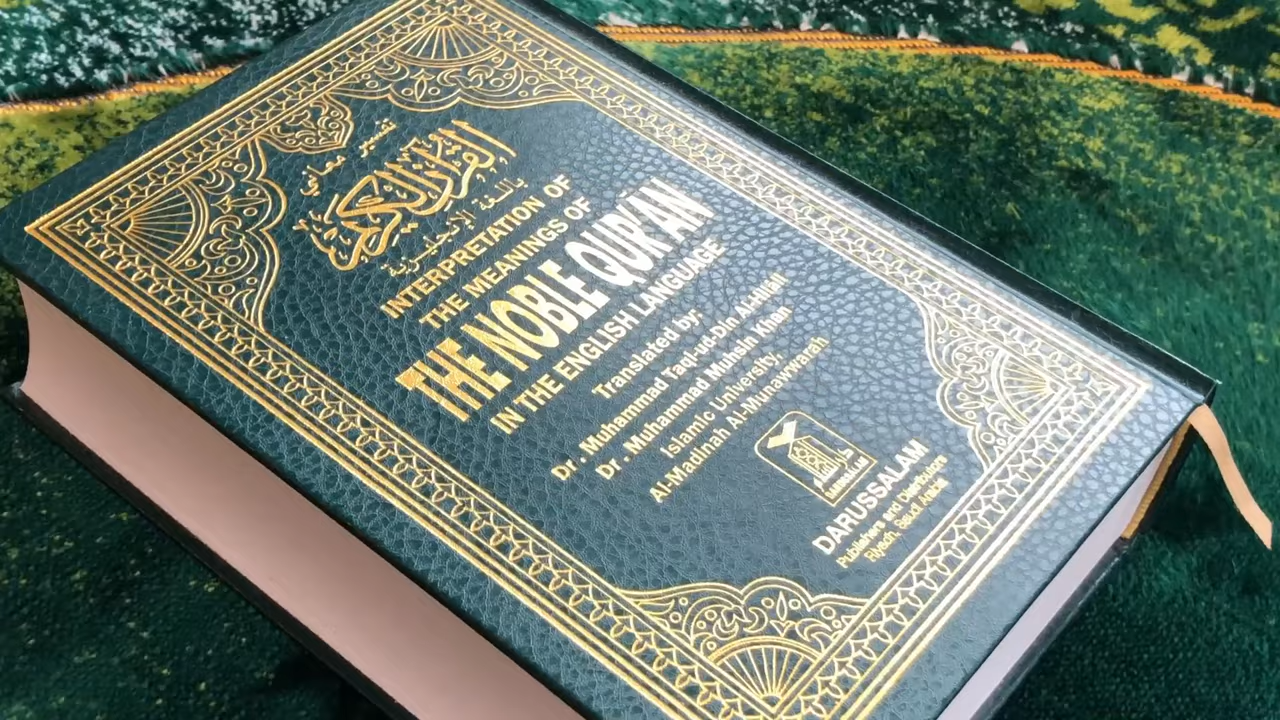 تفسير معاني
القرآن الكريم
باللغة الإنجليزية
INTERPRETATION OF
THE MEANINGS OF
THE NOBLE QUR'AN
IN THE ENGLISH LANGUAGE
Translated by:
Dr. Muhammad Taqi-ud-Din Al-Hilali
Dr. Muhammad Muhsin Khan
Islamic University,
Al-Madinah Al-Munawwarah
DARUSSALAM
DARUSSALAM
Publishers and Distributors
Riyadh, Saudi Arabia